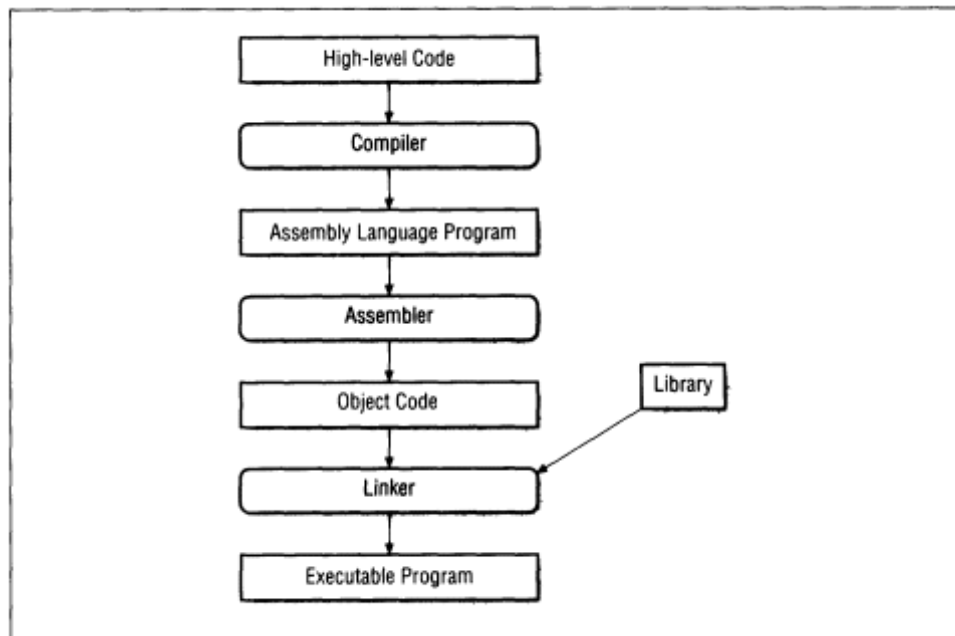 High-level Code
Compiler
Assembly Language Program
Assembler
Object Code
Library
Linker
Executable Program